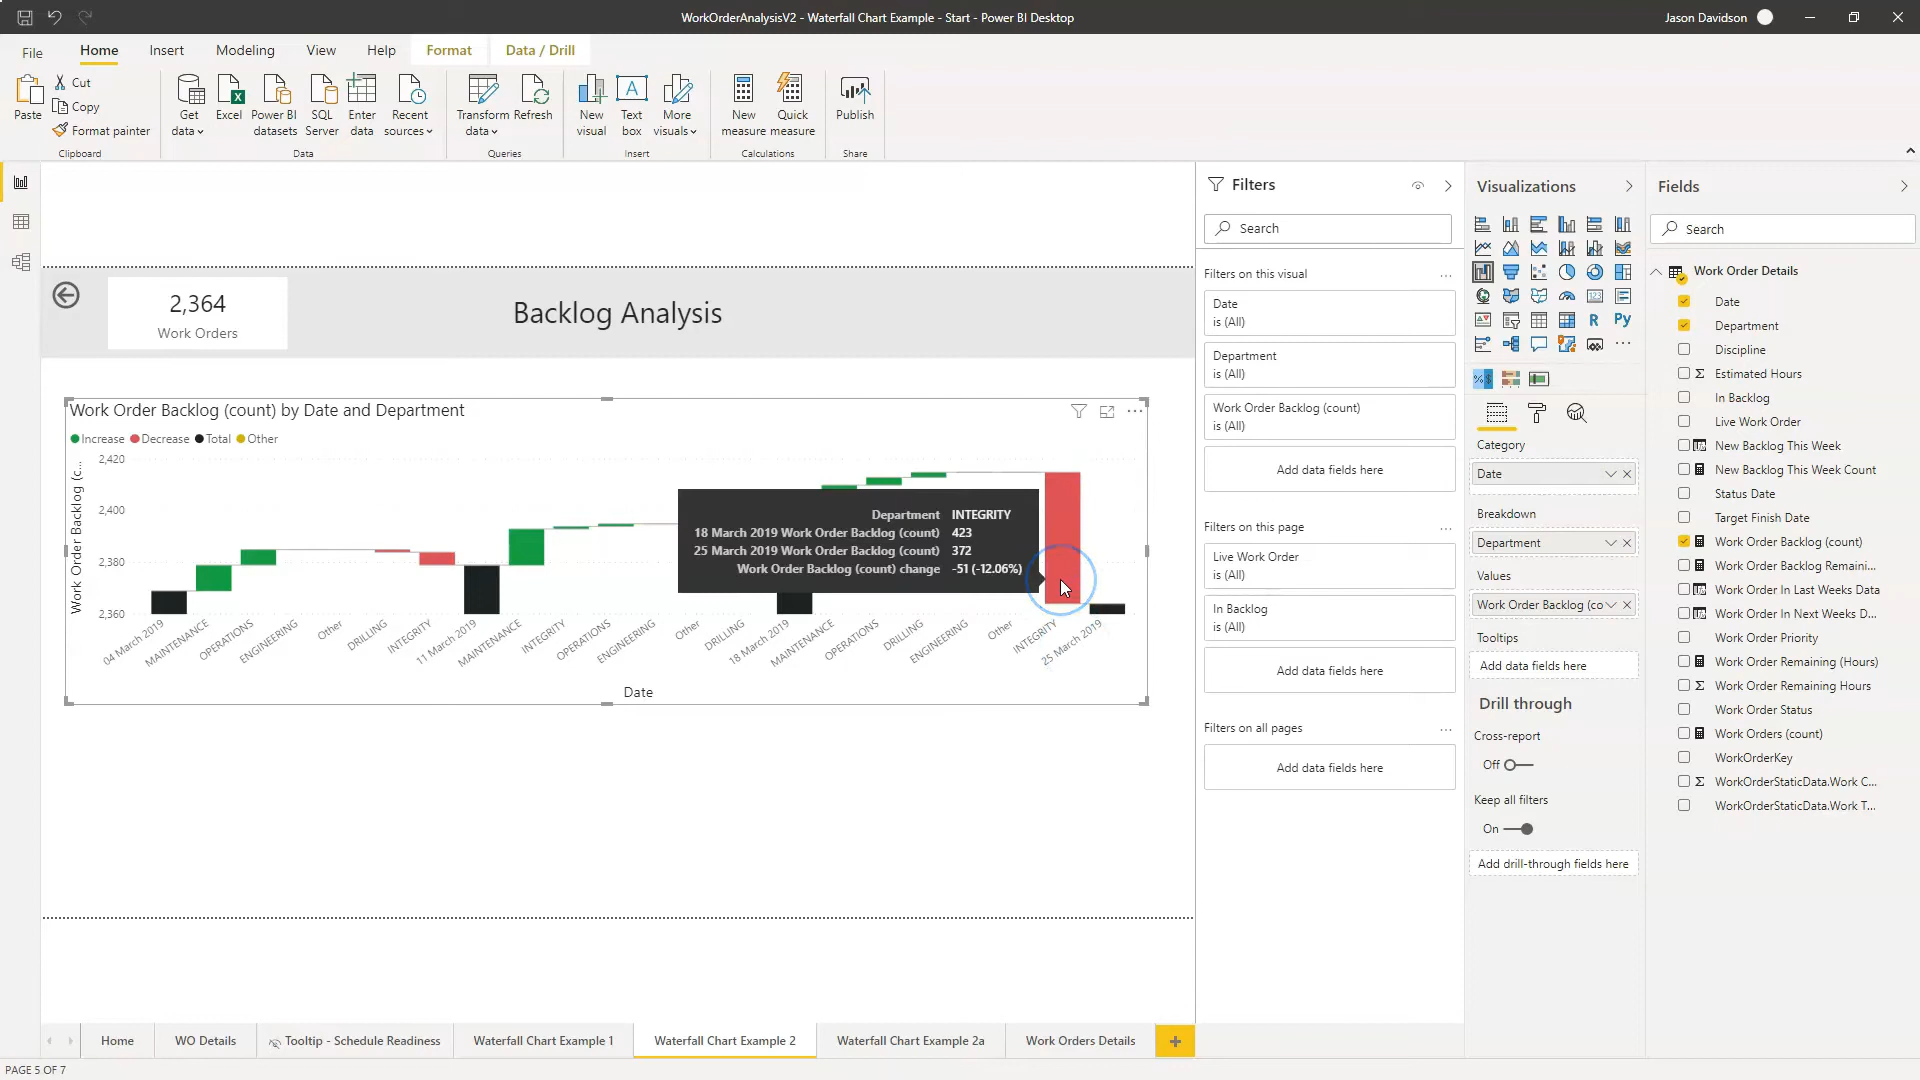 WorkOrderAnalysisV2 - Waterfall Chart Example - Start - Power BI Desktop
Jason Davidson
File
Home
Insert
Modeling
View
Help
Format
Data / Drill
Paste
Cut
Copy
Format painter
Clipboard
Get data
Excel
Power BI datasets
SQL Server
Enter data
Recent sources
Data
Transform data
Refresh
Queries
New visual
Text box
More visuals
Insert
New measure
Quick measure
Calculations
Publish
Share
2,364
Work Orders
Backlog Analysis
Work Order Backlog (count) by Date and Department
Increase
Decrease
Total
Other
Work Order Backlog (c...
2,420
2,400
2,380
2,360
04 March 2019
MAINTENANCE
OPERATIONS
ENGINEERING
Other
DRILLING
INTEGRITY
11 March 2019
MAINTENANCE
INTEGRITY
OPERATIONS
ENGINEERING
Other
DRILLING
18 March 2019
MAINTENANCE
OPERATIONS
DRILLING
ENGINEERING
Other
INTEGRITY
25 March 2019
Date
Department INTEGRITY
18 March 2019 Work Order Backlog (count) 423
25 March 2019 Work Order Backlog (count) 372
Work Order Backlog (count) change -51 (-12.06%)
Filters
Search
Filters on this visual
Date
is (All)
Department
is (All)
Work Order Backlog (count)
is (All)
Add data fields here
Filters on this page
Live Work Order
is (All)
In Backlog
is (All)
Add data fields here
Filters on all pages
Add data fields here
Visualizations
R
Py
Category
Date
Breakdown
Department
Values
Work Order Backlog (co
Tooltips
Add data fields here
Drill through
Cross-report
Off
Keep all filters
On
Add drill-through fields here
Fields
Search
Work Order Details
Date
Department
Discipline
Estimated Hours
In Backlog
Live Work Order
New Backlog This Week
New Backlog This Week Count
Status Date
Target Finish Date
Work Order Backlog (count)
Work Order Backlog Remaini...
Work Order In Last Weeks Data
Work Order In Next Weeks D...
Work Order Priority
Work Order Remaining (Hours)
Work Order Remaining Hours
Work Order Status
Work Orders (count)
WorkOrderKey
WorkOrderStaticData.Work C...
WorkOrderStaticData.Work T...
Home
WO Details
Tooltip - Schedule Readiness
Waterfall Chart Example 1
Waterfall Chart Example 2
Waterfall Chart Example 2a
Work Orders Details
PAGE 5 OF 7